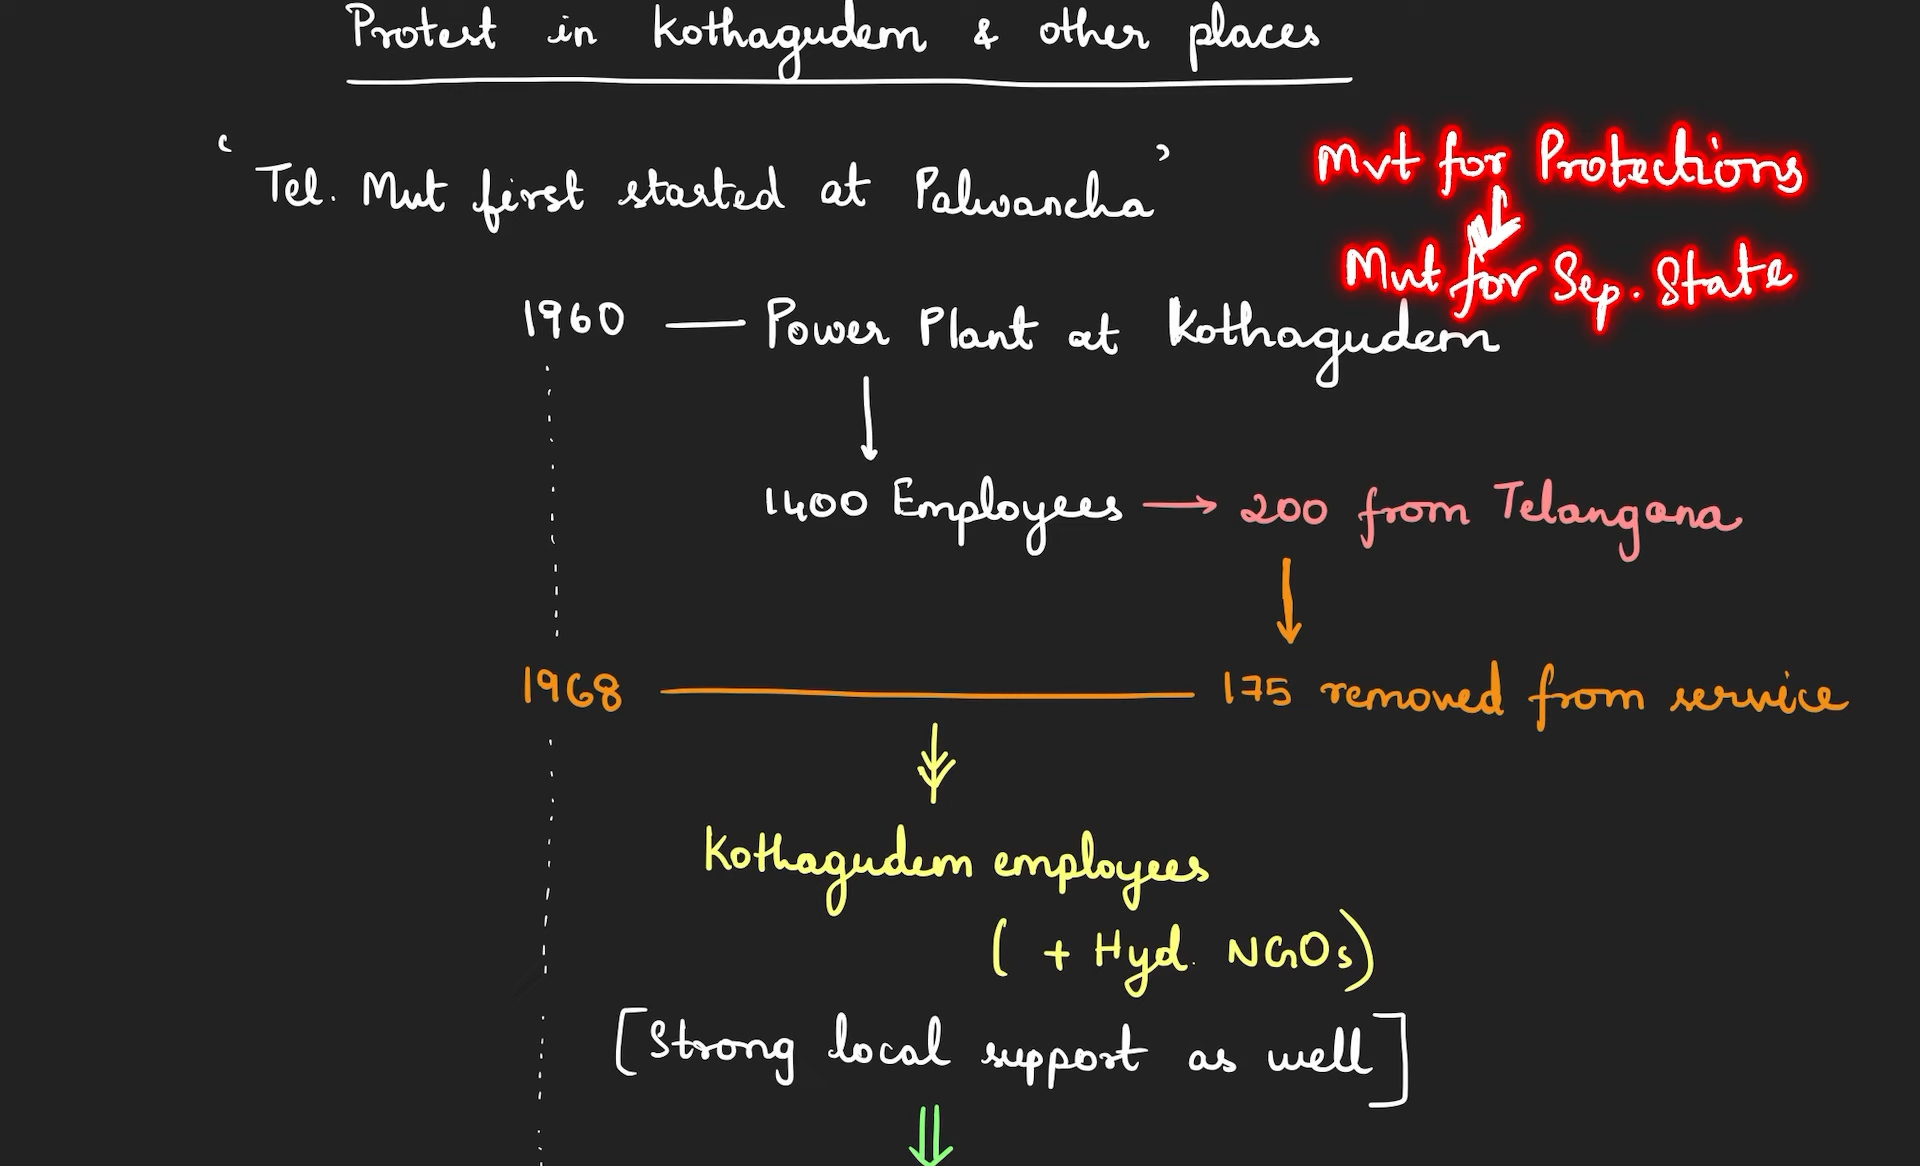 Protest in Kothagudem & other places
' Tel. Mvt first started at Palwancha '
Mvt for Protections
Mvt for Sep. State
1960 — Power Plant at Kothagudem
1400 Employees → 200 from Telangana
1968 — 175 removed from service
Kothagudem employees
( + Hyd. NGOs)
[Strong local support as well]